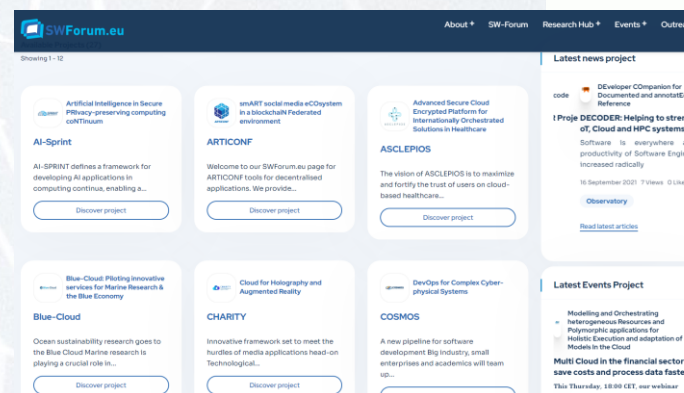 SWForum.eu
About + SW-Forum Research Hub + Events + Outrea
Showing 1 - 12
Artificial Intelligence in Secure
PRIvacy-preserving computing
coNTinuum
AI-Sprint
AI-SPRINT defines a framework for
developing AI applications in
computing continue, enabling a...
Discover project
smART social media eCOsystem
in a blockchaiN Federated
environment
ARTICONF
Welcome to our SWForum.eu page for
ARTICONF tools for decentralised
applications. We provide...
Discover project
Advanced Secure Cloud
Encrypted Platform for
Internationally Orchestrated
Solutions in Healthcare
ASCLEPIOS
The vision of ASCLEPIOS is to maximize
and fortify the trust of users on cloud-
based healthcare...
Discover project
Blue-Cloud: Piloting innovative
services for Marine Research &
the Blue Economy
Blue-Cloud
Ocean sustainability research goes to
the Blue Cloud Marine research is
playing a crucial role in...
Discover project
Cloud for Holography and
Augmented Reality
CHARITY
Innovative framework set to meet the
hurdles of media applications head-on
Technological...
Discover project
DevOps for Complex Cyber-
physical Systems
COSMOS
A new pipeline for software
development Big industry, small
enterprises and academics will team
up...
Latest news project
code
DEveloper COmpanion for
Documented and annotatE
Reference
t Proje DECODER: Helping to stren
oT, Cloud and HPC systems
Software is everywhere
productivity of Software Engin
increased radically
16 September 2021 7 Views 0 Like
Observatory
Read latest articles
Latest Events Project
Modeling and Orchestrating
heterogeneous Resources and
Polymorphic applications for
Holistic Execution and adaptation of
Models In the Cloud
Multi Cloud in the financial sector
save costs and process data faste
This Thursday, 10:00 CET, our webinar